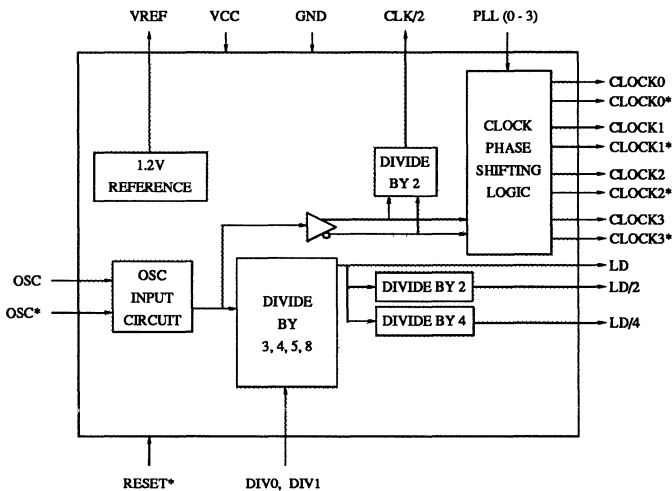 VREF
VCC
GND
CLK/2
PLL (0 - 3)
CLOCK0
CLOCK0*
CLOCK1
CLOCK1*
CLOCK2
CLOCK2*
CLOCK3
CLOCK3*
CLOCK
PHASE
SHIFTING
LOGIC
DIVIDE
BY 2
1.2V
REFERENCE
OSC
OSC*
OSC
INPUT
CIRCUIT
DIVIDE
BY
3, 4, 5, 8
DIVIDE BY 2
DIVIDE BY 4
LD
LD/2
LD/4
RESET*
DIV0, DIV1